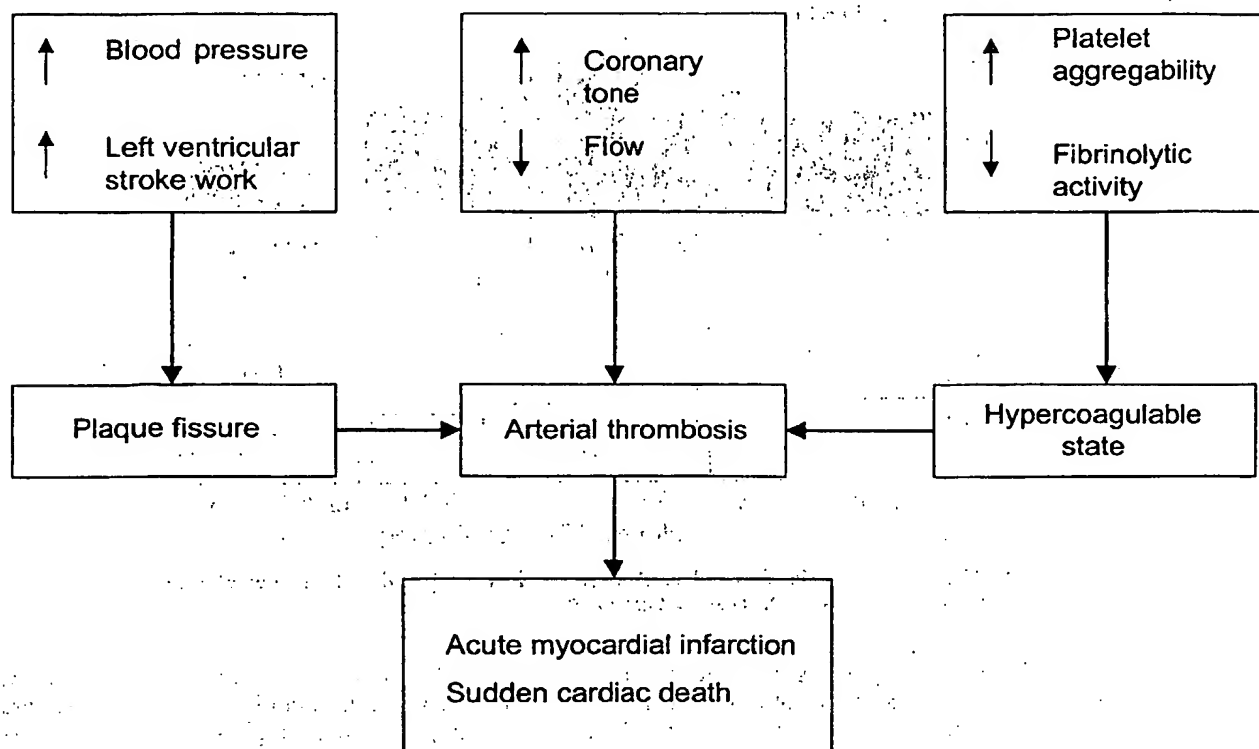 ↑ Blood pressure
↑ Left ventricular
stroke work
↑ Coronary
tone
↓ Flow
↑ Platelet
aggregability
↓ Fibrinolytic
activity
Plaque fissure
Arterial thrombosis
Hypercoagulable
state
Acute myocardial infarction
Sudden cardiac death